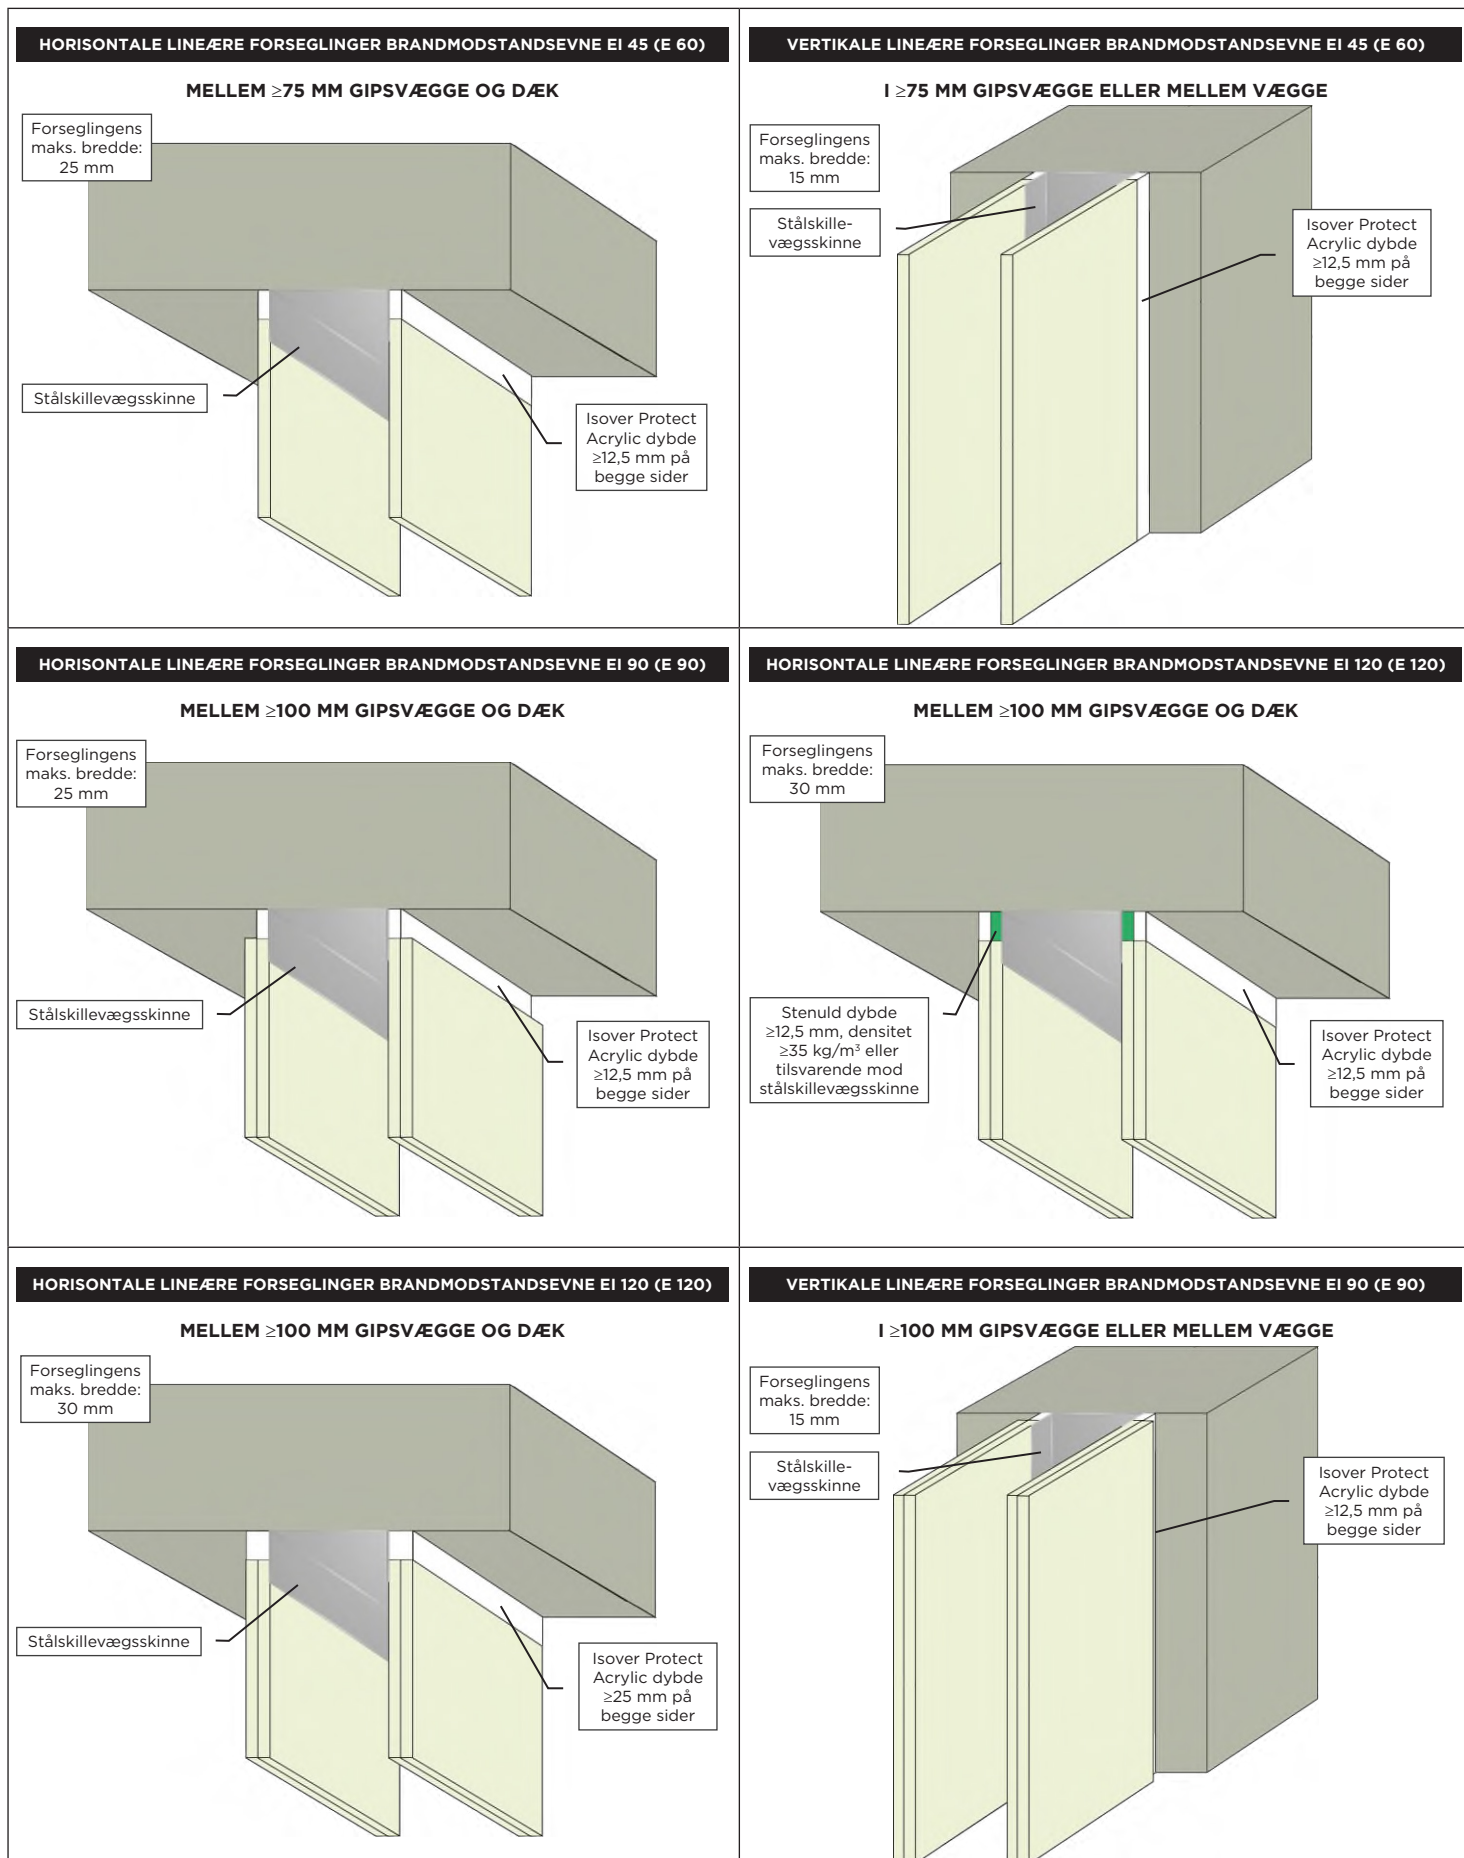 HORISONTALE LINEÆRE FORSEGLINGER BRANDMODSTANDSEVNE EI 45 (E 60)
MELLEM ≥75 MM GIPSVÆGGE OG DÆK
Forseglingens
maks. bredde:
25 mm
Stålskillevægsskinne
Isover Protect
Acrylic dybde
≥12,5 mm på
begge sider
VERTIKALE LINEÆRE FORSEGLINGER BRANDMODSTANDSEVNE EI 45 (E 60)
I ≥75 MM GIPSVÆGGE ELLER MELLEM VÆGGE
Forseglingens
maks. bredde:
15 mm
Stålskille-
vægsskinne
Isover Protect
Acrylic dybde
≥12,5 mm på
begge sider
HORISONTALE LINEÆRE FORSEGLINGER BRANDMODSTANDSEVNE EI 90 (E 90)
MELLEM ≥100 MM GIPSVÆGGE OG DÆK
Forseglingens
maks. bredde:
25 mm
Stålskillevægsskinne
Isover Protect
Acrylic dybde
≥12,5 mm på
begge sider
HORISONTALE LINEÆRE FORSEGLINGER BRANDMODSTANDSEVNE EI 120 (E 120)
MELLEM ≥100 MM GIPSVÆGGE OG DÆK
Forseglingens
maks. bredde:
30 mm
Stenuld dybde
≥12,5 mm, densitet
≥35 kg/m³ eller
tilsvarende mod
stålskillevægsskinne
Isover Protect
Acrylic dybde
≥12,5 mm på
begge sider
HORISONTALE LINEÆRE FORSEGLINGER BRANDMODSTANDSEVNE EI 120 (E 120)
MELLEM ≥100 MM GIPSVÆGGE OG DÆK
Forseglingens
maks. bredde:
30 mm
Stålskillevægsskinne
Isover Protect
Acrylic dybde
≥25 mm på
begge sider
VERTIKALE LINEÆRE FORSEGLINGER BRANDMODSTANDSEVNE EI 90 (E 90)
I ≥100 MM GIPSVÆGGE ELLER MELLEM VÆGGE
Forseglingens
maks. bredde:
15 mm
Stålskille-
vægsskinne
Isover Protect
Acrylic dybde
≥12,5 mm på
begge sider